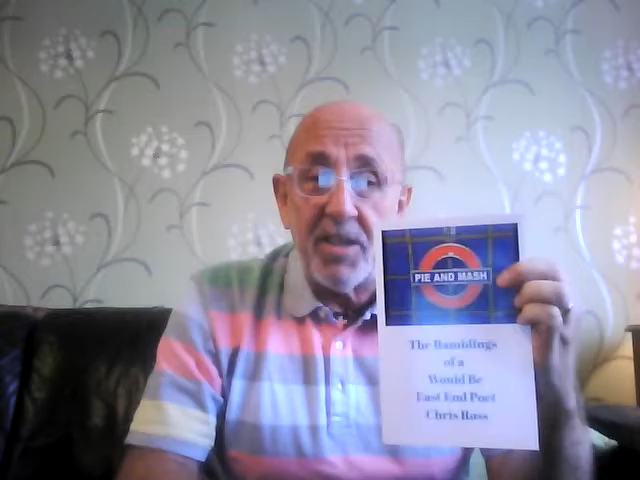 PIE AND MASH
The Ramblings
of a
Would Be
East End Poet
Chris Ross